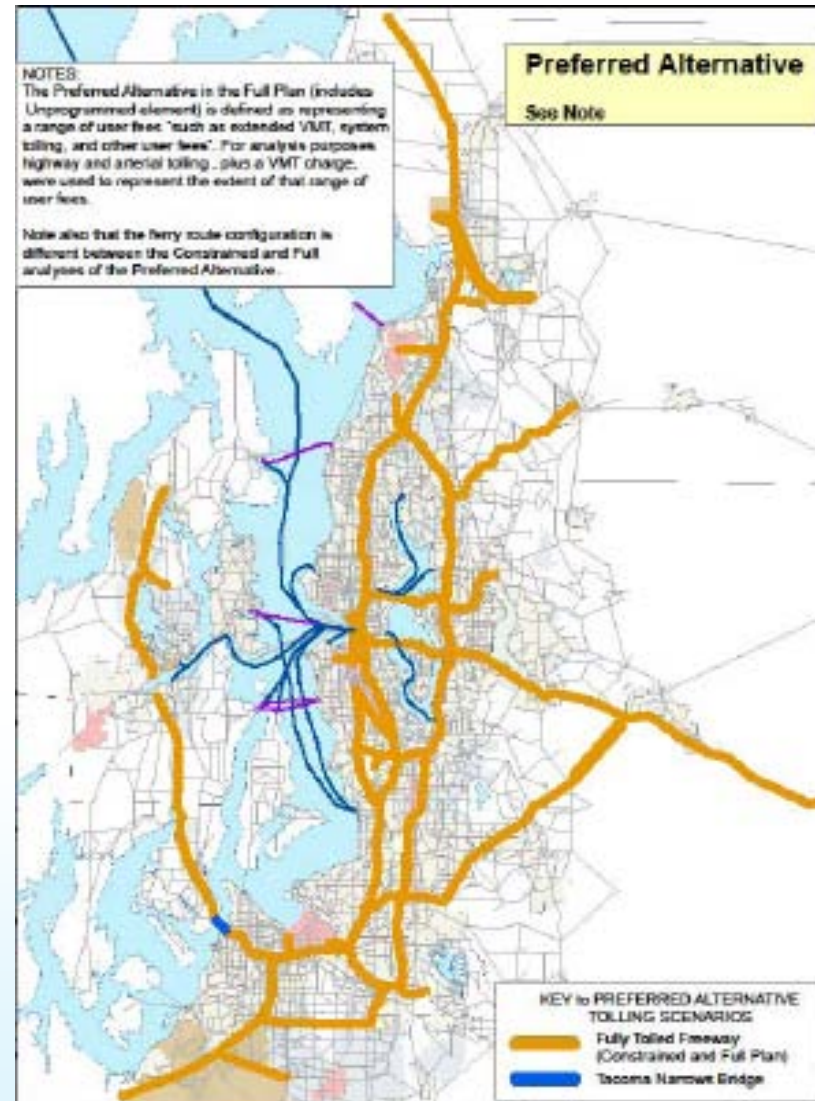 NOTES:
The Preferred Alternative in the Full Plan (includes
Unprogrammed element) is defined as representing
a range of user fees "such as extended VMT, system
tolling, and other user fees". For analysis purposes
highway and arterial tolling, plus a VMT charge,
were used to represent the extent of that range of
user fees.
Note also that the ferry route configuration is
different between the Constrained and Full
analyses of the Preferred Alternative.
Preferred Alternative
See Note
KEY to PREFERRED ALTERNATIVE
TOLLING SCENARIOS
Fully Tolled Freeway
(Constrained and Full Plan)
Tacoma Narrows Bridge